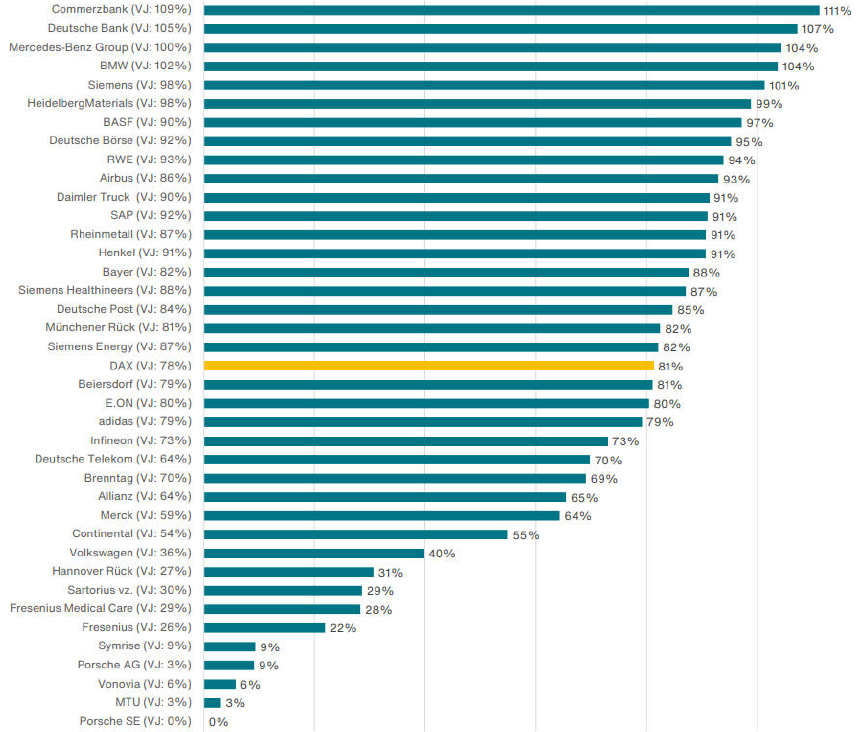 Commerzbank (VJ: 109%) 111%
Deutsche Bank (VJ: 105%) 107%
Mercedes-Benz Group (VJ: 100%) 104%
BMW (VJ: 102%) 104%
Siemens (VJ: 98%) 101%
HeidelbergMaterials (VJ: 98%) 99%
BASF (VJ: 90%) 97%
Deutsche Börse (VJ: 92%) 95%
RWE (VJ: 93%) 94%
Airbus (VJ: 86%) 93%
Daimler Truck (VJ: 90%) 91%
SAP (VJ: 92%) 91%
Rheinmetall (VJ: 87%) 91%
Henkel (VJ: 91%) 91%
Bayer (VJ: 82%) 88%
Siemens Healthineers (VJ: 88%) 87%
Deutsche Post (VJ: 84%) 85%
Münchener Rück (VJ: 81%) 82%
Siemens Energy (VJ: 87%) 82%
DAX (VJ: 78%) 81%
Beiersdorf (VJ: 79%) 81%
E.ON (VJ: 80%) 80%
adidas (VJ: 79%) 79%
Infineon (VJ: 73%) 73%
Deutsche Telekom (VJ: 64%) 70%
Brenntag (VJ: 70%) 69%
Allianz (VJ: 64%) 65%
Merck (VJ: 59%) 64%
Continental (VJ: 54%) 55%
Volkswagen (VJ: 36%) 40%
Hannover Rück (VJ: 27%) 31%
Sartorius vz. (VJ: 30%) 29%
Fresenius Medical Care (VJ: 29%) 28%
Fresenius (VJ: 26%) 22%
Symrise (VJ: 9%) 9%
Porsche AG (VJ: 3%) 9%
Vonovia (VJ: 6%) 6%
MTU (VJ: 3%) 3%
Porsche SE (VJ: 0%) 0%